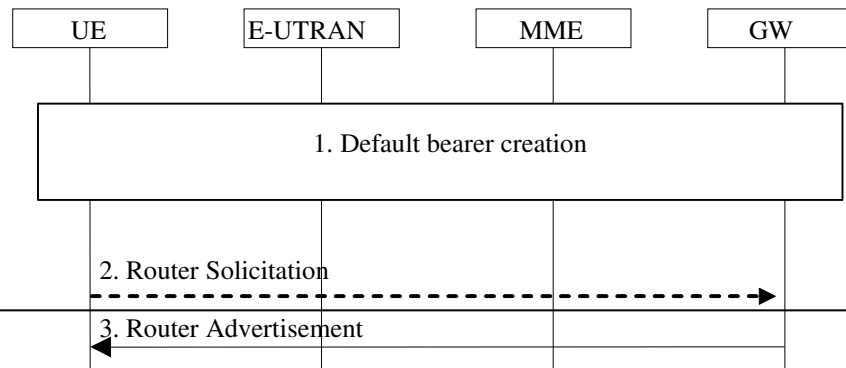 UE E-UTRAN MME GW
1. Default bearer creation
2. Router Solicitation
3. Router Advertisement